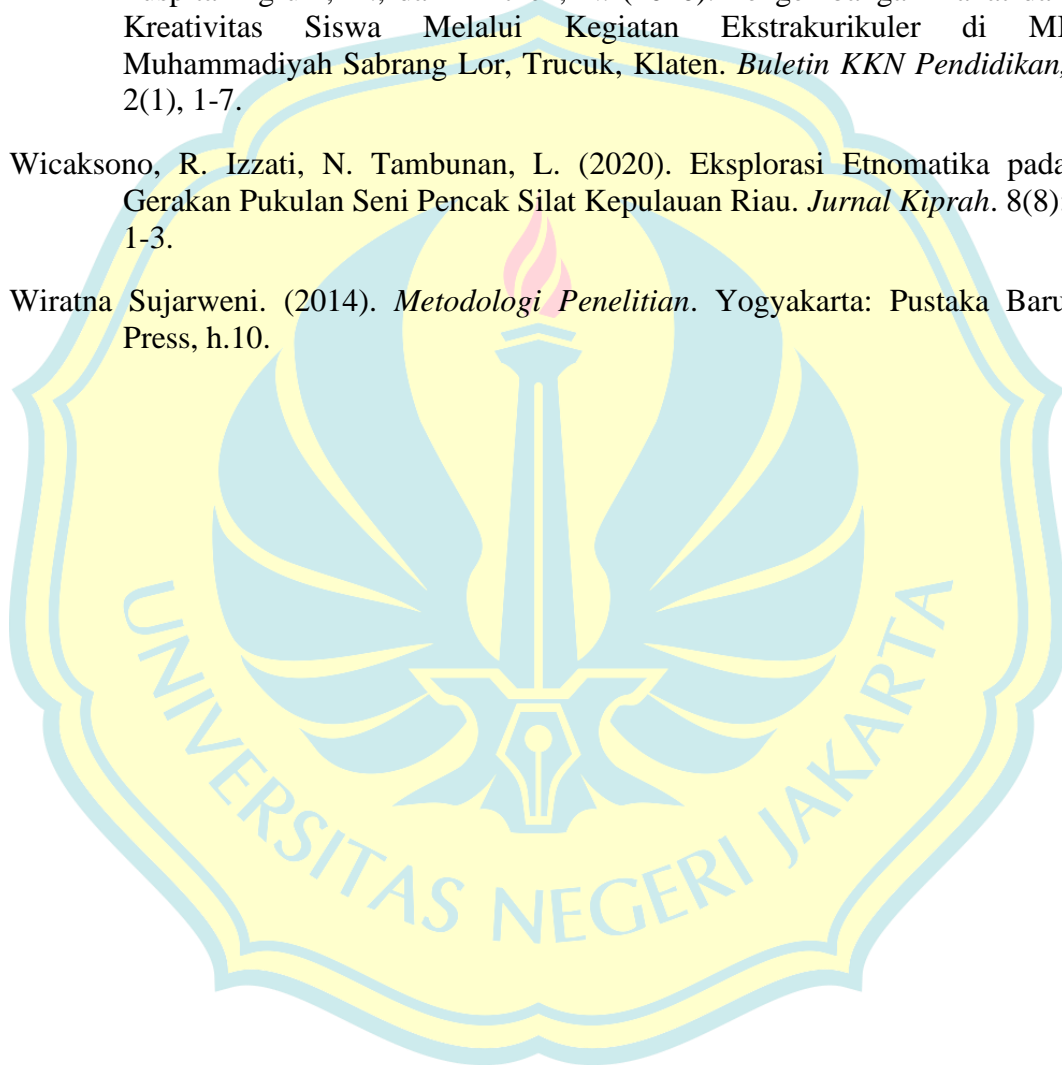 Kreativitas Siswa Melalui Kegiatan Ekstrakurikuler di MI
Muhammadiyah Sabrang Lor, Trucuk, Klaten. Buletin KKN Pendidikan,
2(1), 1-7.
Wicaksono, R. Izzati, N. Tambunan, L. (2020). Eksplorasi Etnomatika pada
Gerakan Pukulan Seni Pencak Silat Kepulauan Riau. Jurnal Kiprah. 8(8)
1-3.
Wiratna Sujarweni. (2014). Metodologi Penelitian. Yogyakarta: Pustaka Baru
Press, h.10.
UNIVERSITAS NEGERI JAKARTA